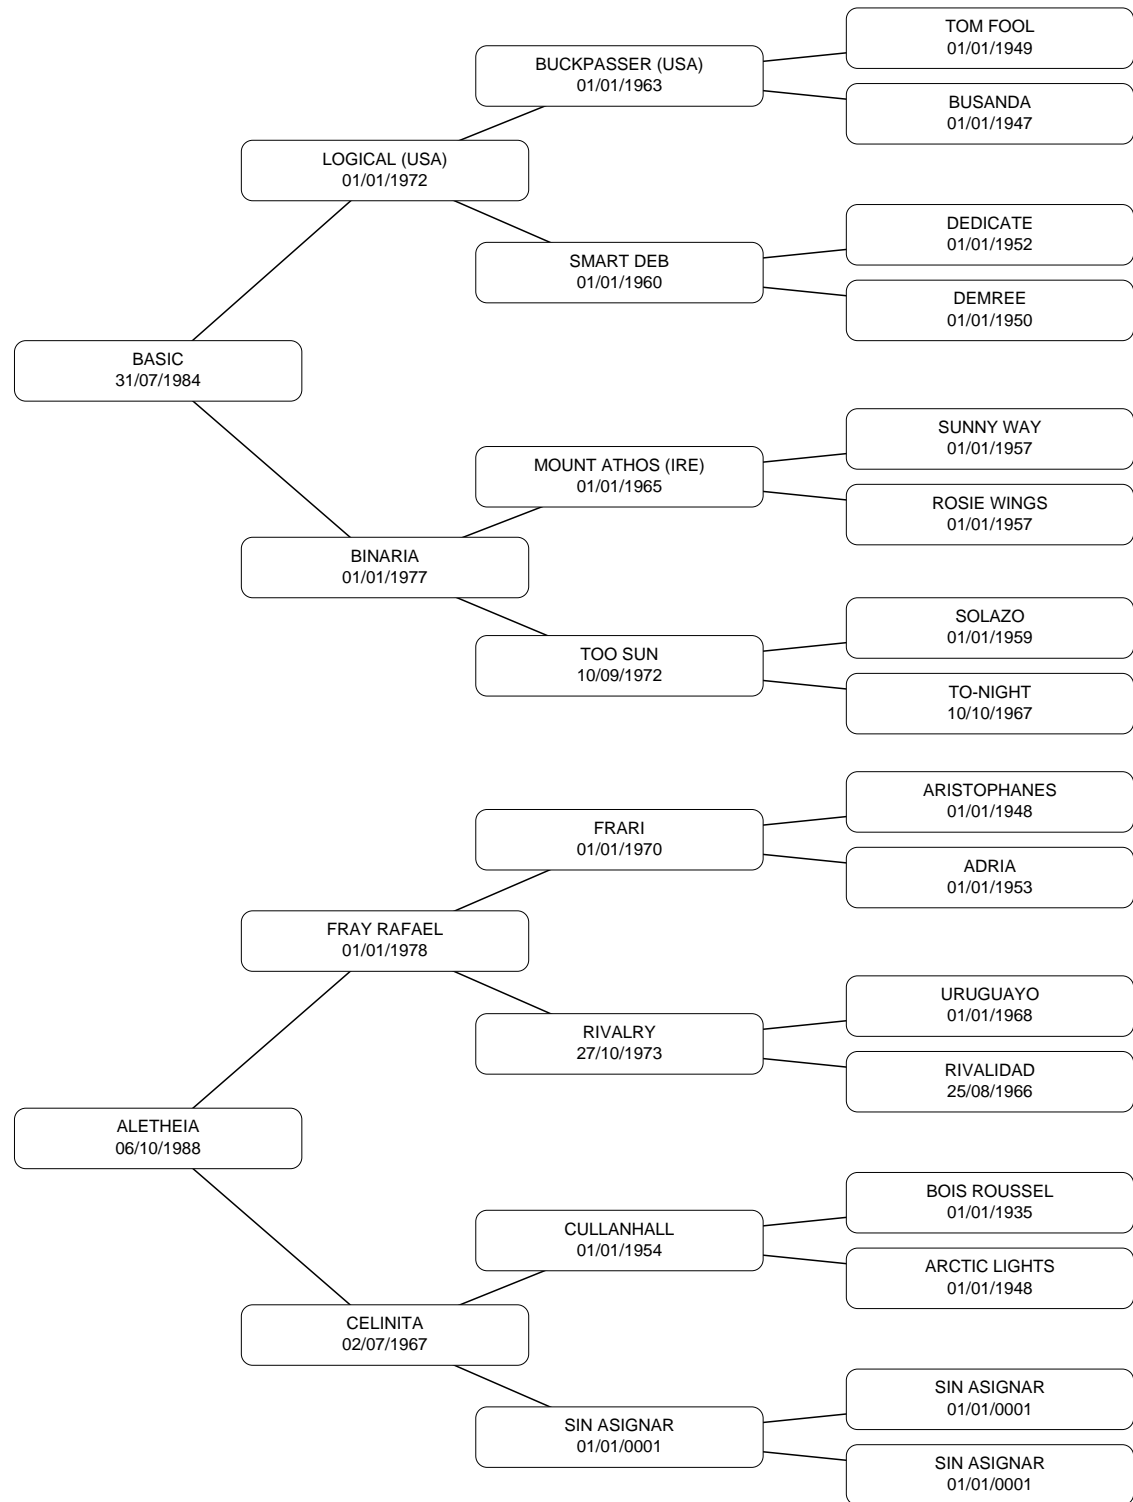 TOM FOOL
01/01/1949
BUCKPASSER (USA)
01/01/1963
BUSANDA
01/01/1947
LOGICAL (USA)
01/01/1972
DEDICATE
01/01/1952
SMART DEB
01/01/1960
DEMREE
01/01/1950
BASIC
31/07/1984
SUNNY WAY
01/01/1957
MOUNT ATHOS (IRE)
01/01/1965
ROSIE WINGS
01/01/1957
BINARIA
01/01/1977
SOLAZO
01/01/1959
TOO SUN
10/09/1972
TO-NIGHT
10/10/1967
ARISTOPHANES
01/01/1948
FRARI
01/01/1970
ADRIA
01/01/1953
FRAY RAFAEL
01/01/1978
URUGUAYO
01/01/1968
RIVALRY
27/10/1973
RIVALIDAD
25/08/1966
ALETHEIA
06/10/1988
BOIS ROUSSEL
01/01/1935
CULLANHALL
01/01/1954
ARCTIC LIGHTS
01/01/1948
CELINITA
02/07/1967
SIN ASIGNAR
01/01/0001
SIN ASIGNAR
01/01/0001
SIN ASIGNAR
01/01/0001